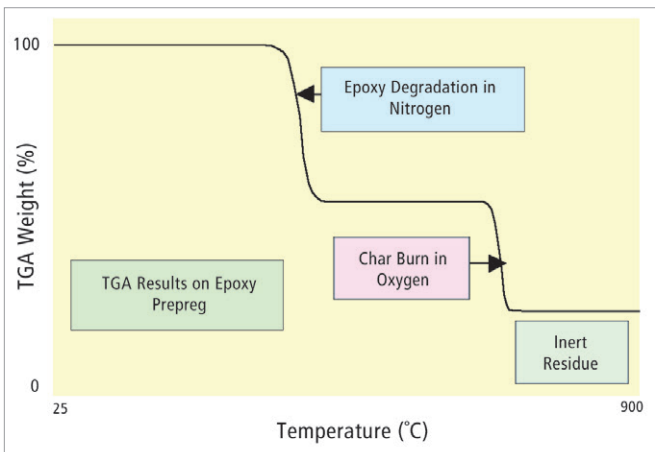 100
Epoxy Degradation in
Nitrogen
TGA Weight (%)
Char Burn in
Oxygen
TGA Results on Epoxy
Prepreg
Inert
Residue
0
25
900
Temperature (˚C)